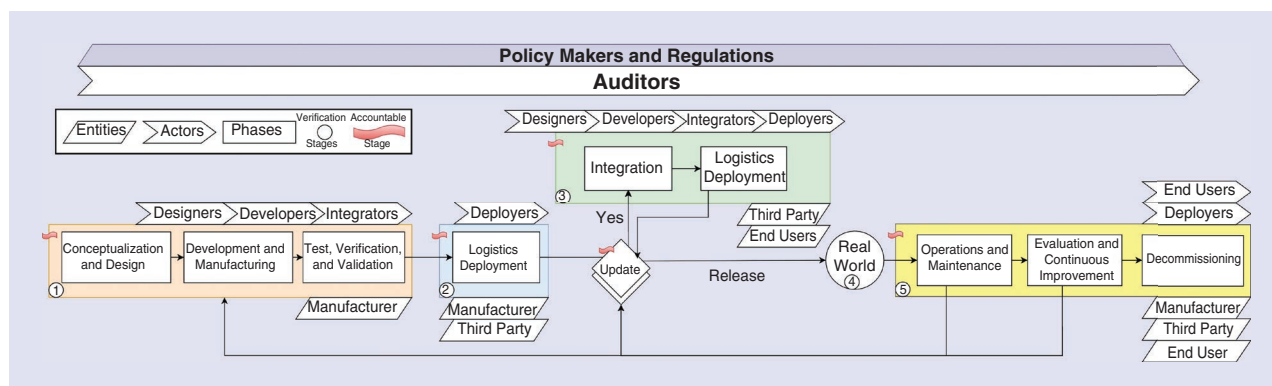 Policy Makers and Regulations
Auditors
Entities
Actors
Phases
Verification
Stages
Accountable
Stage
Designers
Developers
Integrators
Deployers
Integration
Logistics
Deployment
3
Yes
Third Party
End Users
Designers
Developers
Integrators
Conceptualization
and Design
Development and
Manufacturing
Test, Verification,
and Validation
1
Manufacturer
Deployers
Logistics
Deployment
2
Manufacturer
Third Party
Update
Release
Real
World
4
End Users
Deployers
Operations and
Maintenance
Evaluation and
Continuous
Improvement
Decommissioning
5
Manufacturer
Third Party
End User